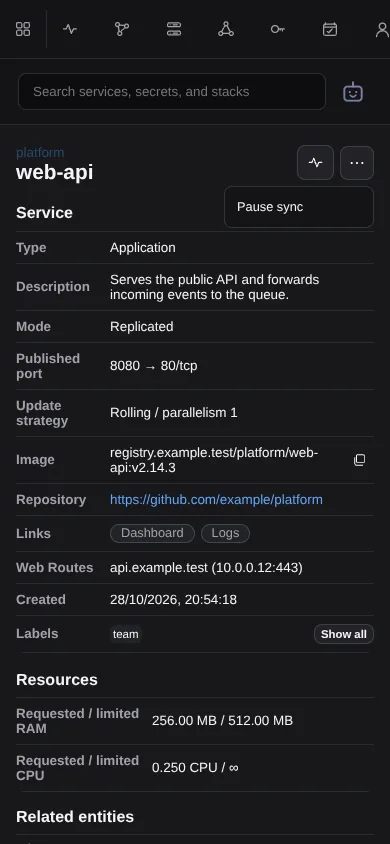 Search services, secrets, and stacks
platform
web-api
Pause sync
Service
Type Application
Description Serves the public API and forwards
incoming events to the queue.
Mode Replicated
Published
port 8080 → 80/tcp
Update
strategy Rolling / parallelism 1
Image registry.example.test/platform/web-
api:v2.14.3
Repository https://github.com/example/platform
Links Dashboard Logs
Web Routes api.example.test (10.0.0.12:443)
Created 28/10/2026, 20:54:18
Labels team Show all
Resources
Requested / limited
RAM 256.00 MB / 512.00 MB
Requested / limited
CPU 0.250 CPU / ∞
Related entities